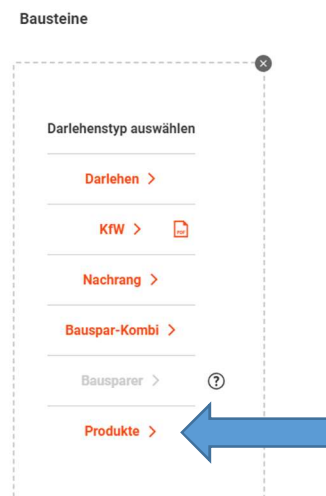 Bausteine
Darlehenstyp auswählen
Darlehen >
KfW > PDF
Nachrang >
Bauspar-Kombi >
Bausparer > ?
Produkte >